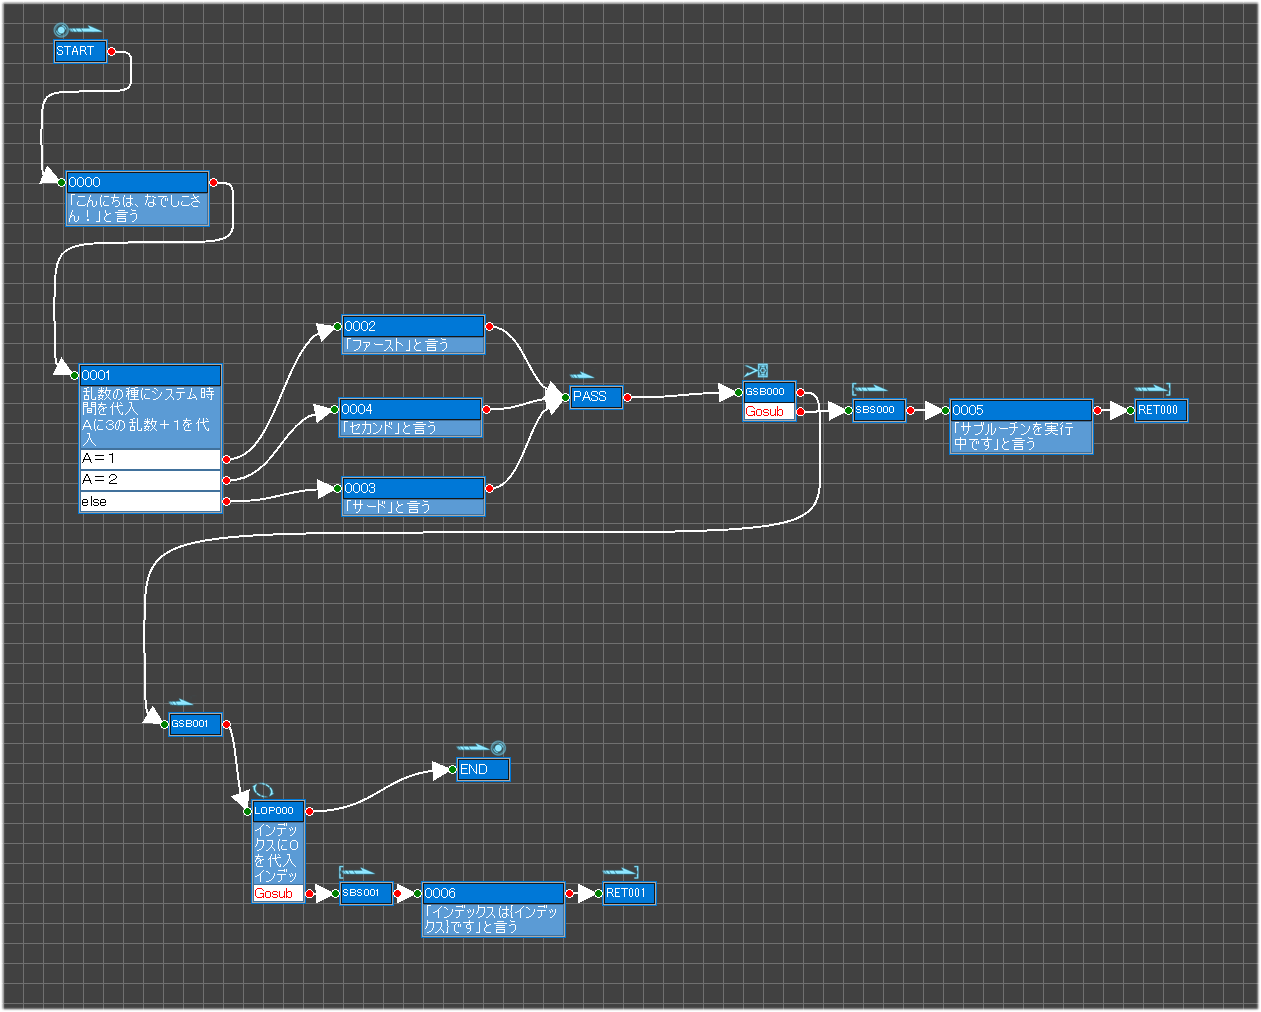 START
0000
「こんにちは、なでしこさ
ん！」と言う
0001
乱数の種にシステム時
間を代入
Aに3の乱数＋1を代
入
A＝1
A＝2
else
0002
「ファースト」と言う
0004
「セカンド」と言う
0003
「サード」と言う
PASS
GSB000
Gosub
SBS000
0005
「サブルーチンを実行
中です」と言う
RET000
GSB001
END
LOP000
インデッ
クスに0
を代入
インデッ
Gosub
SBS001
0006
「インデックスは{インデッ
クス}です」と言う
RET001